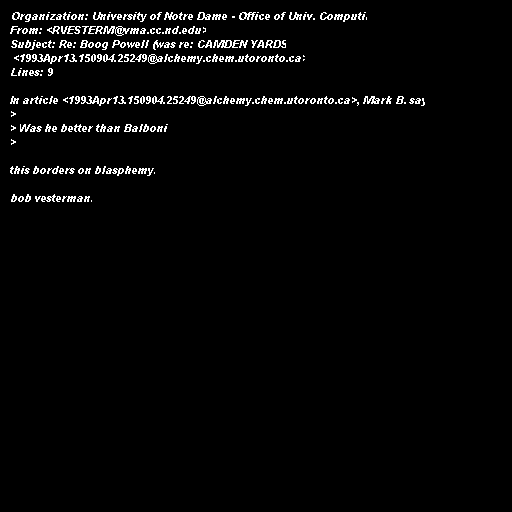 Organization: University of Notre Dame - Office of Univ. Computi
From: <RVESTERM@vma.cc.nd.edu>
Subject: Re: Boog Powell (was re: CAMDEN YARDS
<1993Apr13.150904.25249@alchemy.chem.utoronto.ca>
Lines: 9

In article <1993Apr13.150904.25249@alchemy.chem.utoronto.ca>, Mark B. say
>
> Was he better than Balboni
>

this borders on blasphemy.

bob vesterman.